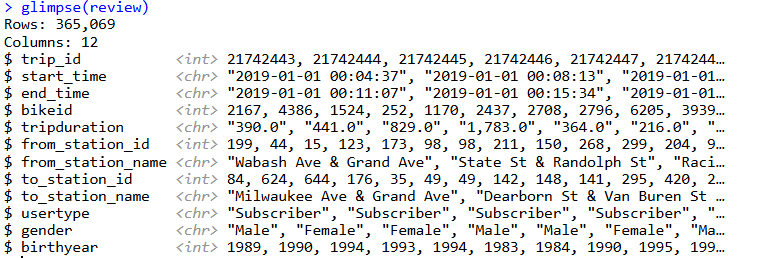 > glimpse(review)
Rows: 365,069
Columns: 12
$ trip_id <int> 21742443, 21742444, 21742445, 21742446, 21742447, 2174244…
$ start_time <chr> "2019-01-01 00:04:37", "2019-01-01 00:08:13", "2019-01-01…
$ end_time <chr> "2019-01-01 00:11:07", "2019-01-01 00:15:34", "2019-01-01…
$ bikeid <int> 2167, 4386, 1524, 252, 1170, 2437, 2708, 2796, 6205, 3939…
$ tripduration <chr> "390.0", "441.0", "829.0", "1,783.0", "364.0", "216.0", "…
$ from_station_id <int> 199, 44, 15, 123, 173, 98, 98, 211, 150, 268, 299, 204, 9…
$ from_station_name <chr> "Wabash Ave & Grand Ave", "State St & Randolph St", "Raci…
$ to_station_id <int> 84, 624, 644, 176, 35, 49, 49, 142, 148, 141, 295, 420, 2…
$ to_station_name <chr> "Milwaukee Ave & Grand Ave", "Dearborn St & Van Buren St …
$ usertype <chr> "Subscriber", "Subscriber", "Subscriber", "Subscriber", "…
$ gender <chr> "Male", "Female", "Female", "Male", "Male", "Female", "Ma…
$ birthyear <int> 1989, 1990, 1994, 1993, 1994, 1983, 1984, 1990, 1995, 199…